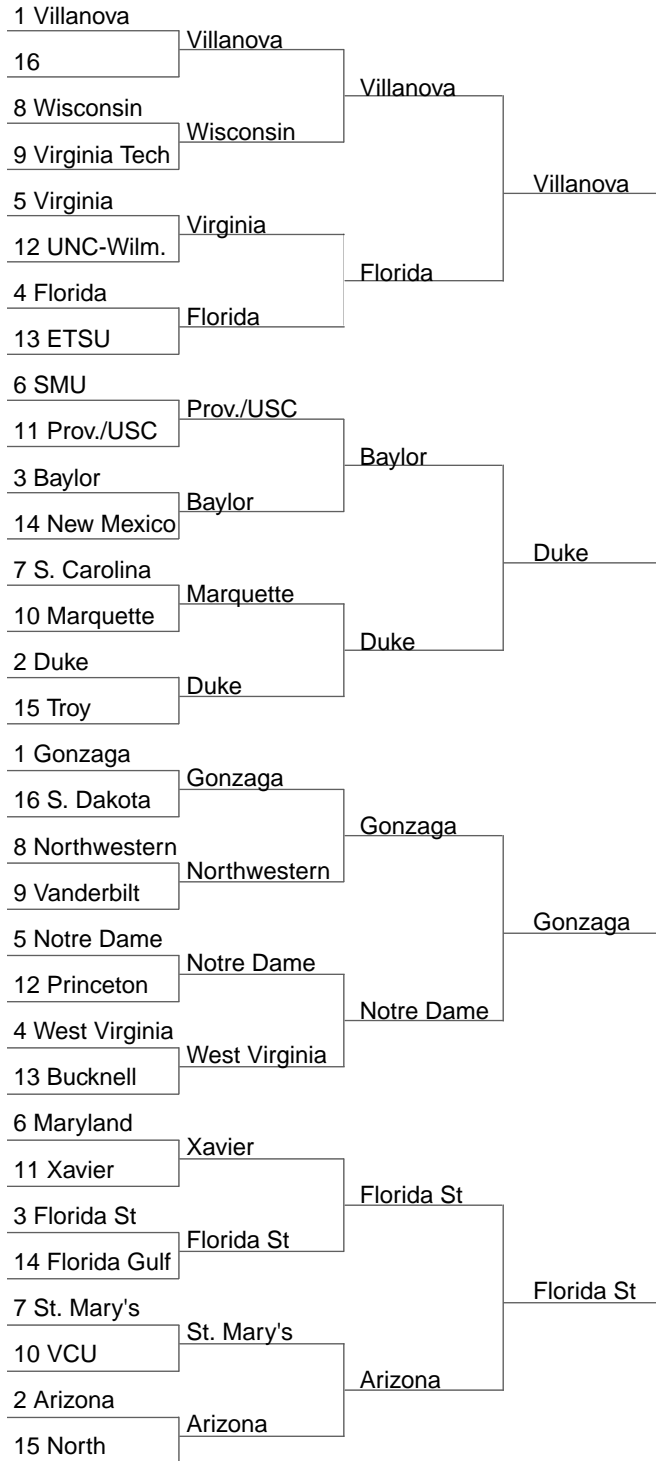 1 Villanova
16
8 Wisconsin
9 Virginia Tech
5 Virginia
12 UNC-Wilm.
4 Florida
13 ETSU
6 SMU
11 Prov./USC
3 Baylor
14 New Mexico
7 S. Carolina
10 Marquette
2 Duke
15 Troy
1 Gonzaga
16 S. Dakota
8 Northwestern
9 Vanderbilt
5 Notre Dame
12 Princeton
4 West Virginia
13 Bucknell
6 Maryland
11 Xavier
3 Florida St
14 Florida Gulf
7 St. Mary's
10 VCU
2 Arizona
15 North
Villanova
Wisconsin
Virginia
Florida
Prov./USC
Baylor
Marquette
Duke
Gonzaga
Northwestern
Notre Dame
West Virginia
Xavier
Florida St
St. Mary's
Arizona
Villanova
Florida
Baylor
Duke
Gonzaga
Notre Dame
Florida St
Arizona
Villanova
Duke
Gonzaga
Florida St